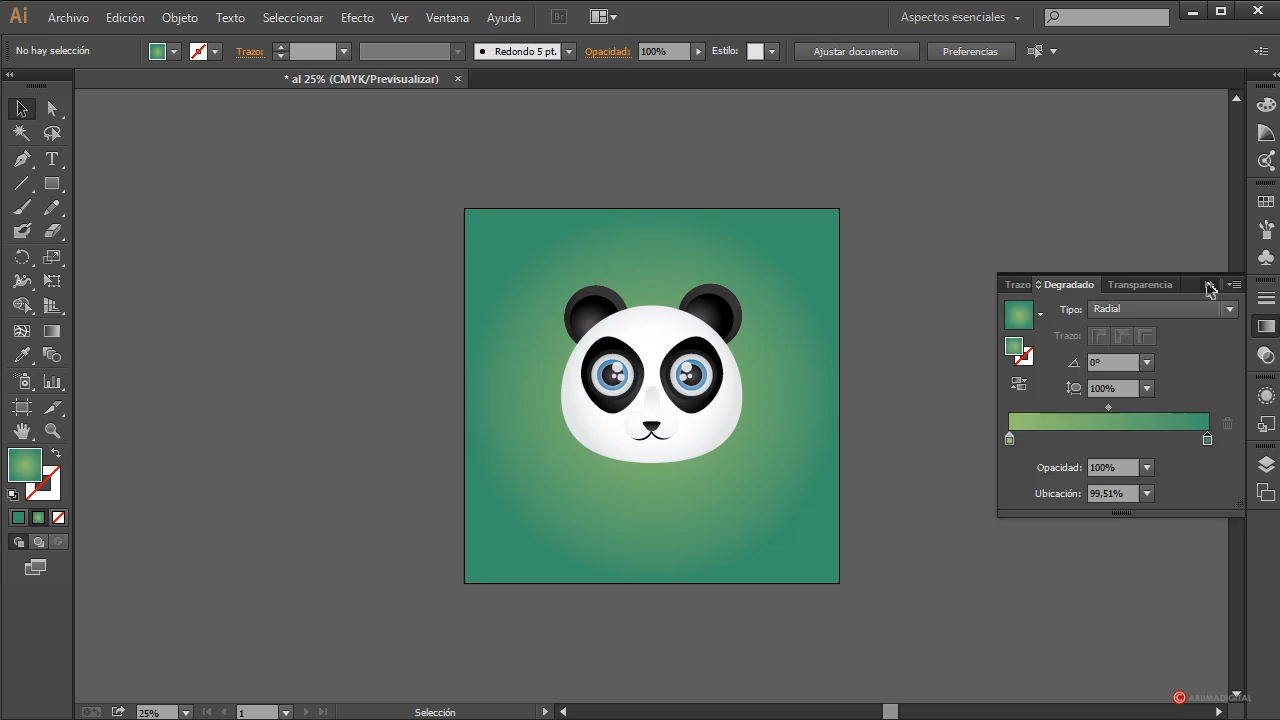 Ai Archivo Edición Objeto Texto Seleccionar Efecto Ver Ventana Ayuda Br Aspectos esenciales
No hay selección Trazo: Redondo 5 pt. Opacidad: 100% Estilo: Ajustar documento Preferencias
* al 25% (CMYK/Previsualizar)
Trazo Degradado Transparencia
Tipo: Radial
Trazo:
0°
100%
Opacidad: 100%
Ubicación: 99,51%
© ARUMADIGITAL
25% 1 Selección